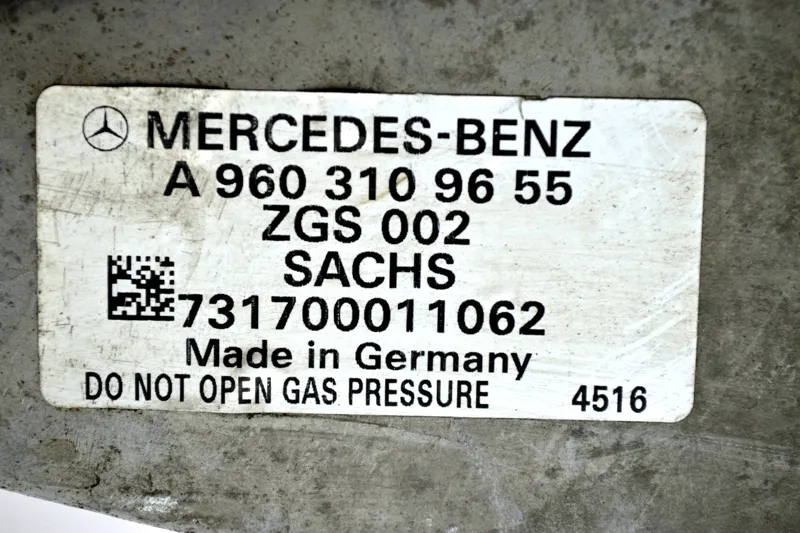 MERCEDES-BENZ
A 960 310 96 55
ZGS 002
SACHS
731700011062
Made in Germany
DO NOT OPEN GAS PRESSURE 4516